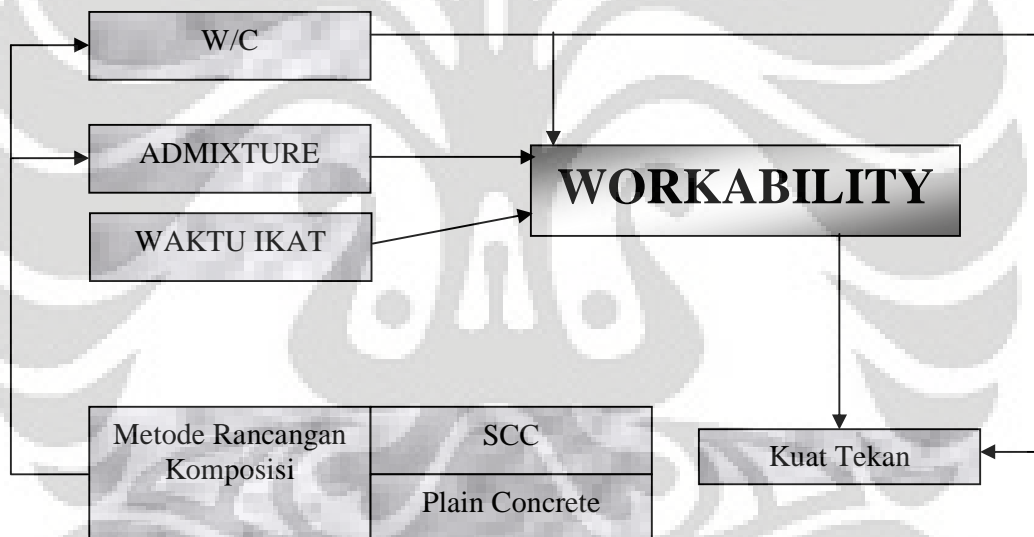 W/C
ADMIXTURE
WORKABILITY
WAKTU IKAT
Metode Rancangan
Komposisi
SCC
Plain Concrete
Kuat Tekan